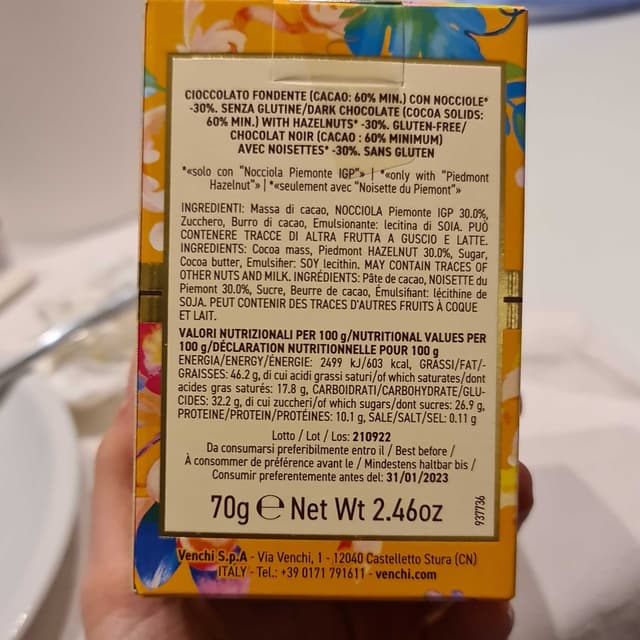 CIOCCOLATO FONDENTE (CACAO: 60% MIN.) CON NOCCIOLE*
-30%. SENZA GLUTINE/DARK CHOCOLATE (COCOA SOLIDS:
60% MIN.) WITH HAZELNUTS* -30%. GLUTEN-FREE/
CHOCOLAT NOIR (CACAO : 60% MINIMUM)
AVEC NOISETTES* -30%. SANS GLUTEN
*«solo con "Nocciola Piemonte IGP"» | *«only with "Piedmont
Hazelnut"» | *«seulement avec "Noisette du Piemont"»
INGREDIENTI: Massa di cacao, NOCCIOLA Piemonte IGP 30.0%,
Zucchero, Burro di cacao, Emulsionante: lecitina di SOIA. PUÒ
CONTENERE TRACCE DI ALTRA FRUTTA A GUSCIO E LATTE.
INGREDIENTS: Cocoa mass, Piedmont HAZELNUT 30.0%, Sugar,
Cocoa butter, Emulsifier: SOY lecithin. MAY CONTAIN TRACES OF
OTHER NUTS AND MILK. INGRÉDIENTS: Pâte de cacao, NOISETTE du
Piemont 30.0%, Sucre, Beurre de cacao, Émulsifiant: lécithine de
SOJA. PEUT CONTENIR DES TRACES D'AUTRES FRUITS À COQUE
ET LAIT.
VALORI NUTRIZIONALI PER 100 g/NUTRITIONAL VALUES PER
100 g/DÉCLARATION NUTRITIONNELLE POUR 100 g
ENERGIA/ENERGY/ÉNERGIE: 2499 kJ/603 kcal, GRASSI/FAT/-
GRAISSES: 46.2 g, di cui acidi grassi saturi/of which saturates/dont
acides gras saturés: 17.8 g, CARBOIDRATI/CARBOHYDRATE/GLU-
CIDES: 32.2 g, di cui zuccheri/of which sugars/dont sucres: 26.9 g,
PROTEINE/PROTEIN/PROTÉINES: 10.1 g, SALE/SALT/SEL: 0.11 g
Lotto / Lot / Los: 210922
Da consumarsi preferibilmente entro il / Best before /
À consommer de préférence avant le / Mindestens haltbar bis /
Consumir preferentemente antes del: 31/01/2023
70g ℮ Net Wt 2.46oz
937736
Venchi S.p.A - Via Venchi, 1 - 12040 Castelletto Stura (CN)
ITALY - Tel.: +39 0171 791611 - venchi.com